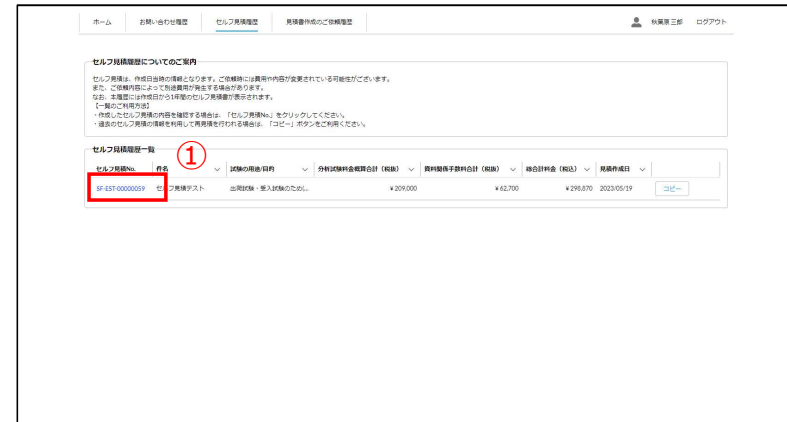 ホーム お問い合わせ履歴 セルフ見積履歴 見積書作成のご依頼履歴 秋葉原三郎 ログアウト
セルフ見積履歴についてのご案内
セルフ見積は、作成日当時の情報となります。ご依頼時には費用や内容が変更されている可能性がございます。
また、ご依頼内容によって別途費用が発生する場合があります。
なお、本履歴には作成日から1年間のセルフ見積書が表示されます。
【一覧のご利用方法】
・作成したセルフ見積の内容を確認する場合は、「セルフ見積No.」をクリックしてください。
・過去のセルフ見積の情報を利用して再見積を行われる場合は、「コピー」ボタンをご利用ください。
セルフ見積履歴一覧
①
セルフ見積No. 件名 試験の用途/目的 分析試験料金概算合計（税抜） 資料関係手数料合計（税抜） 総合計料金（税込） 見積作成日
SF-EST-00000059 セルフ見積テスト 出荷試験・受入試験のために... ¥209,000 ¥62,700 ¥298,870 2023/05/19 コピー